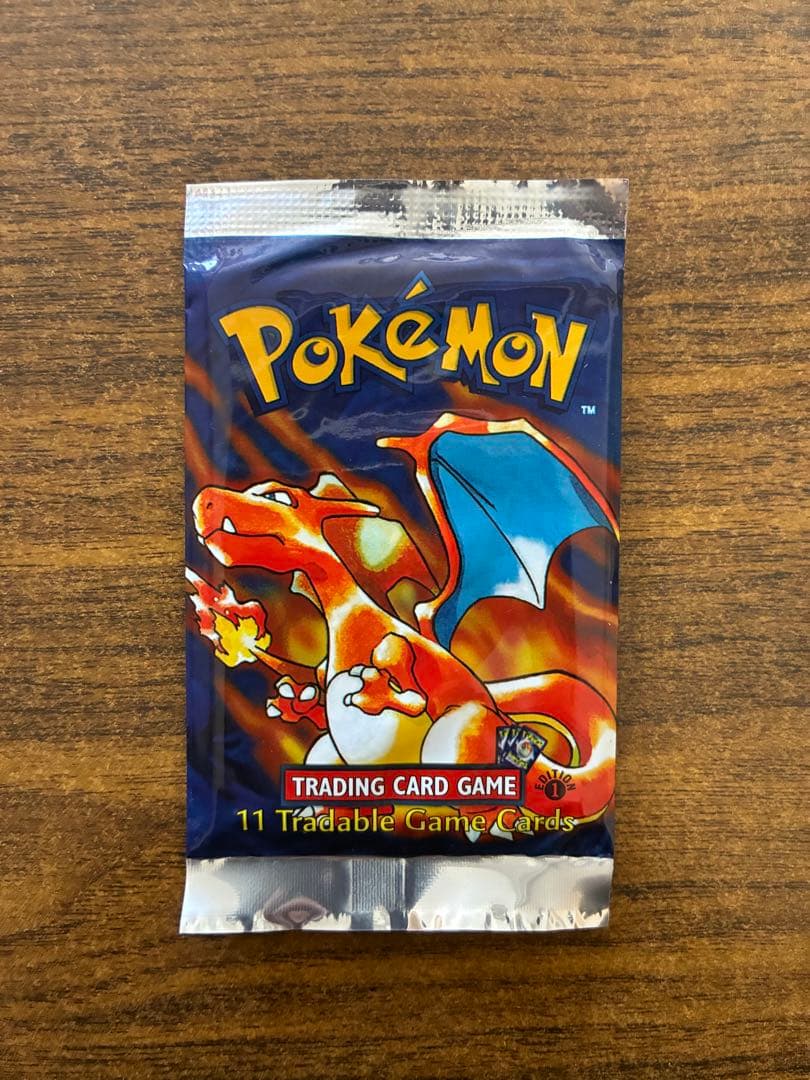 POKéMON
TM
TRADING CARD GAME
EDITION
1
11 Tradable Game Cards